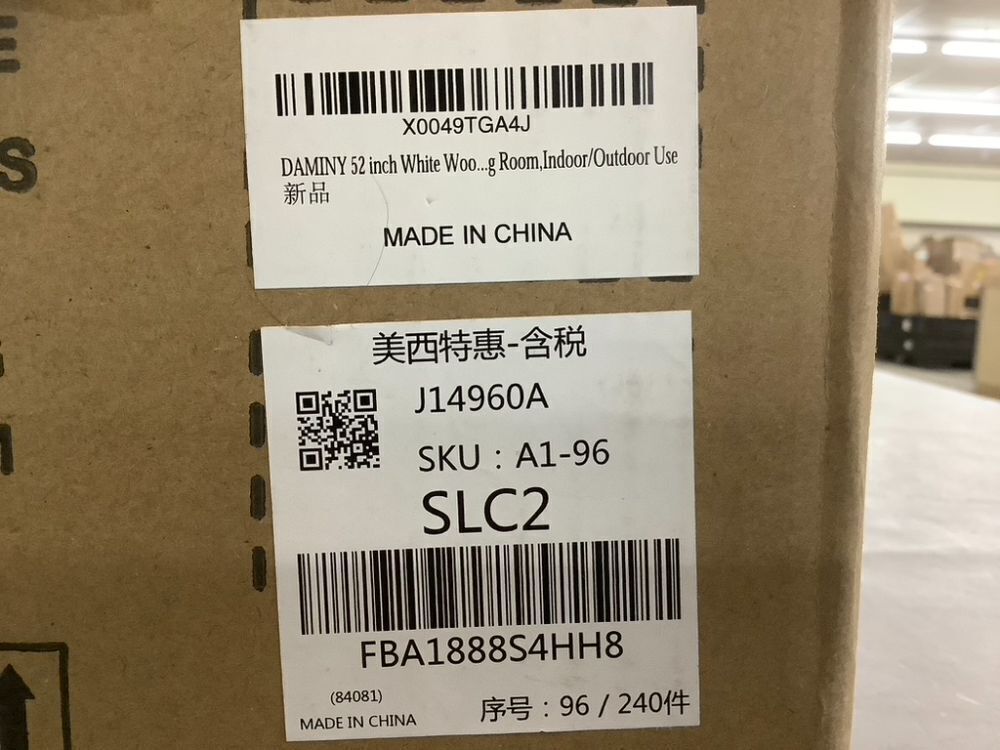 X0049TGA4J
DAMINY 52 inch White Woo...g Room,Indoor/Outdoor Use
新品
MADE IN CHINA
美西特惠-含税
J14960A
SKU：A1-96
SLC2
FBA1888S4HH8
(84081)
MADE IN CHINA
序号：96 / 240件